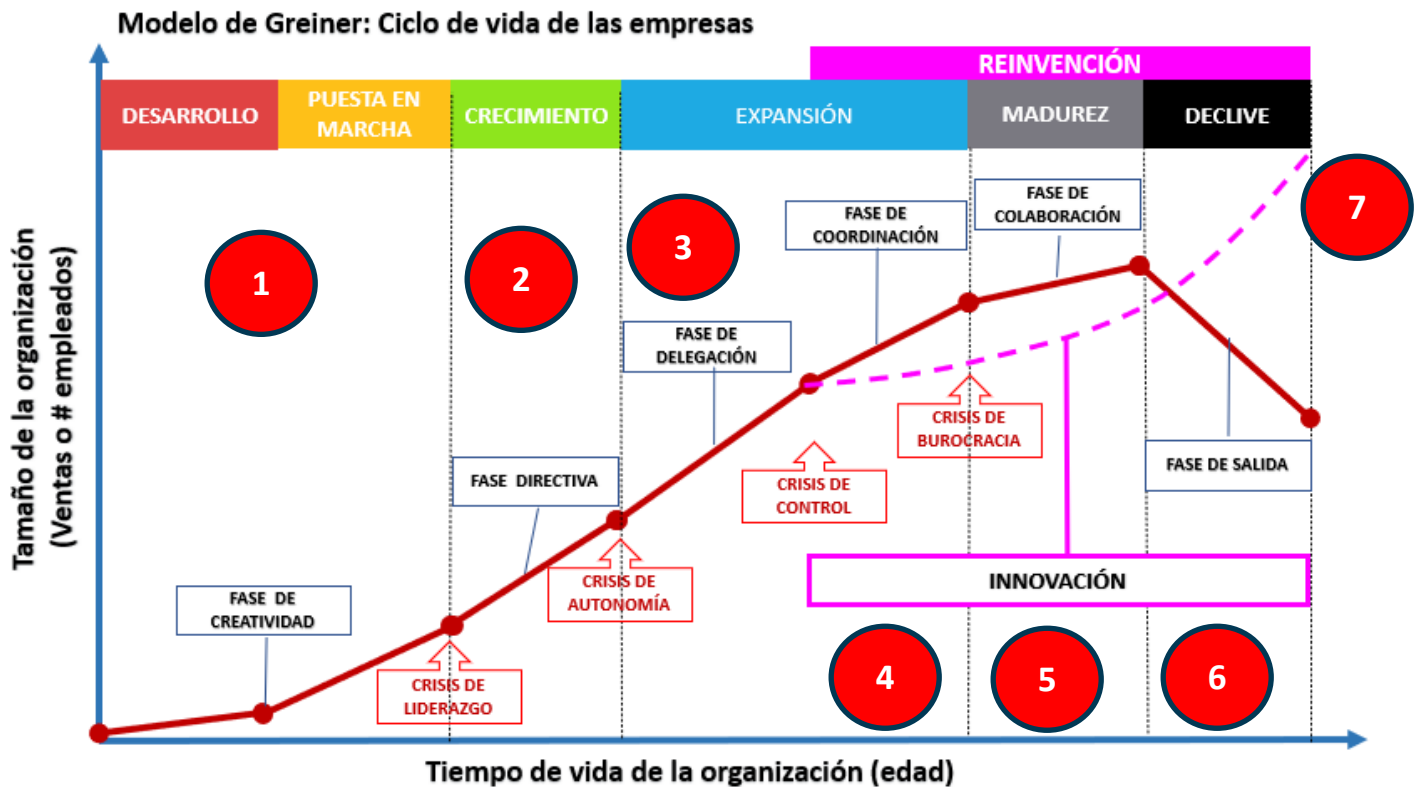 Modelo de Greiner: Ciclo de vida de las empresas
REINVENCIÓN
DESARROLLO
PUESTA EN
MARCHA
CRECIMIENTO
EXPANSIÓN
MADUREZ
DECLIVE
Tamaño de la organización
(Ventas o # empleados)
1
2
3
FASE DE
COORDINACIÓN
FASE DE
COLABORACIÓN
7
FASE DE
DELEGACIÓN
CRISIS DE
BUROCRACIA
FASE DE SALIDA
FASE DIRECTIVA
CRISIS DE
CONTROL
FASE DE
CREATIVIDAD
CRISIS DE
AUTONOMÍA
INNOVACIÓN
CRISIS DE
LIDERAZGO
4
5
6
Tiempo de vida de la organización (edad)